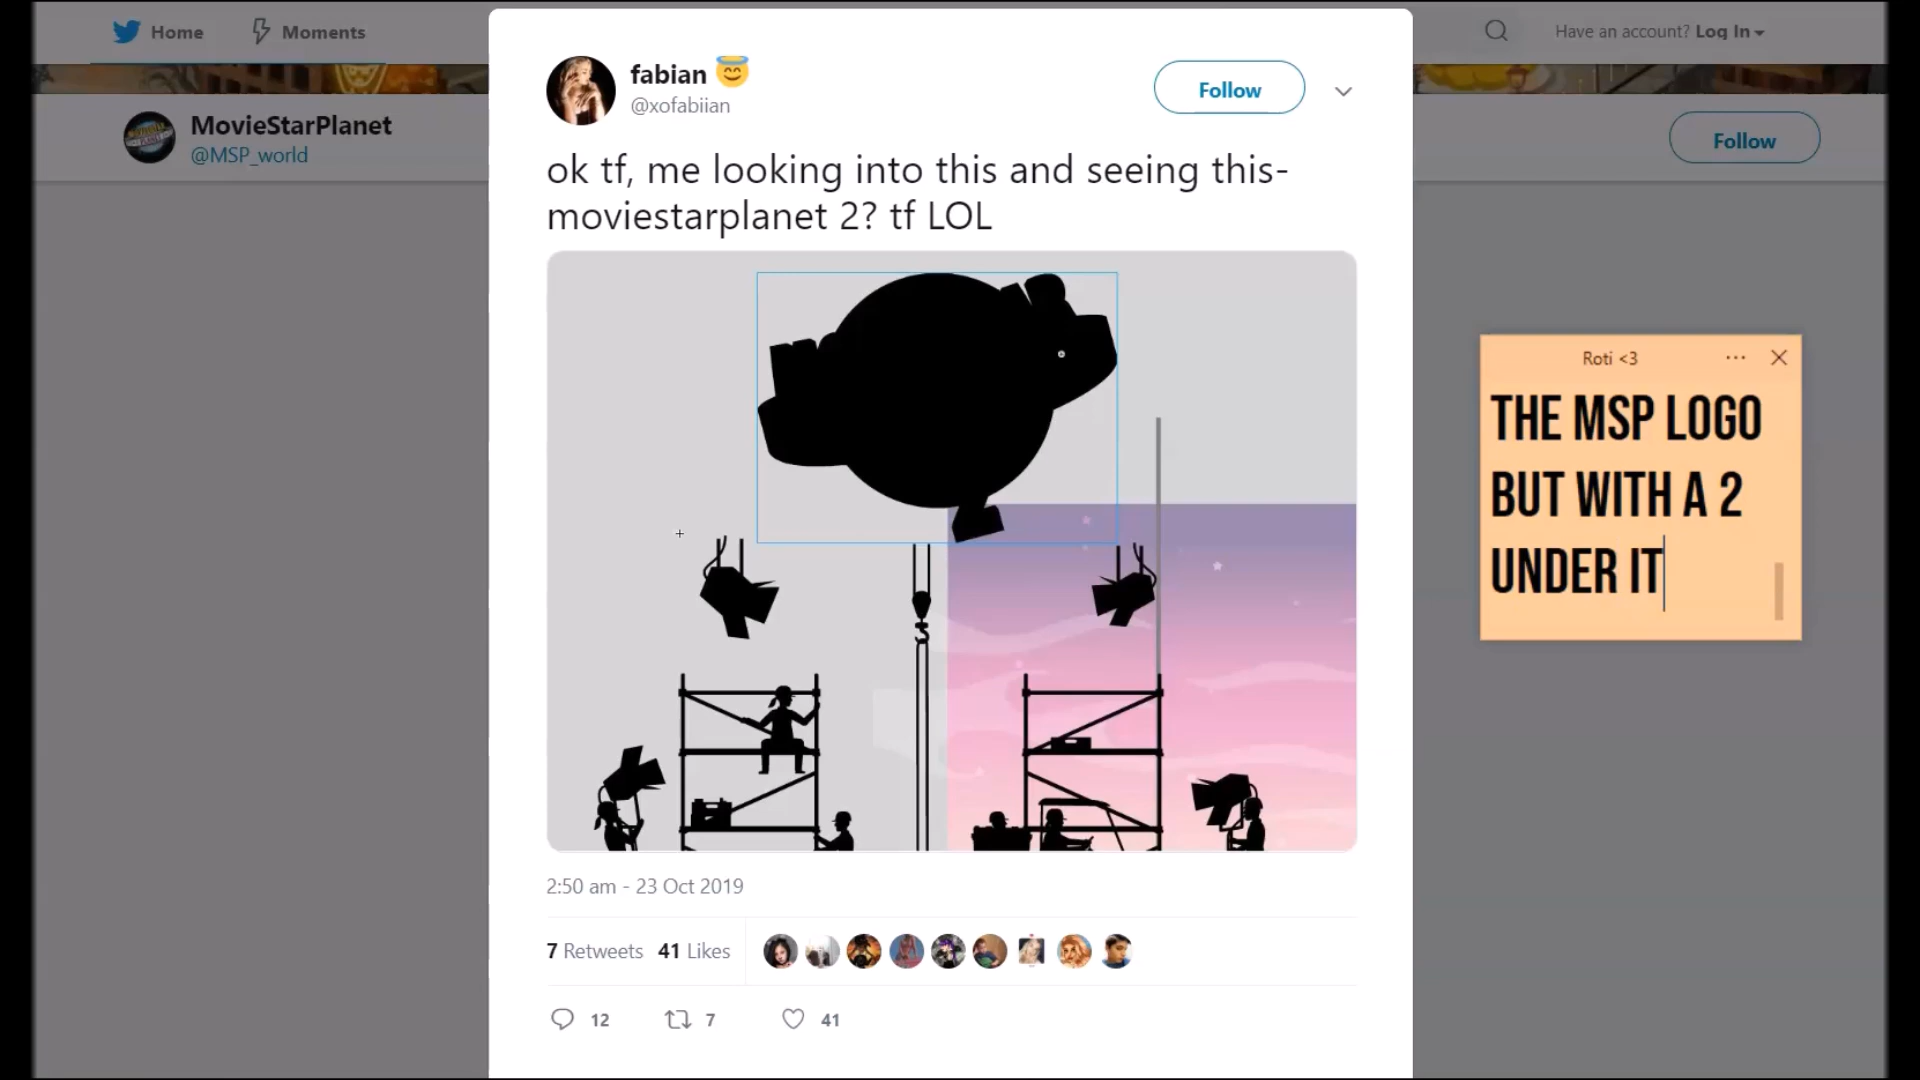 Home
Moments
Have an account? Log In
MovieStarPlanet
@MSP_world
Follow
fabian
@xofabiian
Follow
ok tf, me looking into this and seeing this-
moviestarplanet 2? tf LOL
2:50 am - 23 Oct 2019
7 Retweets 41 Likes
12 7 41
Roti <3
THE MSP LOGO
BUT WITH A 2
UNDER IT